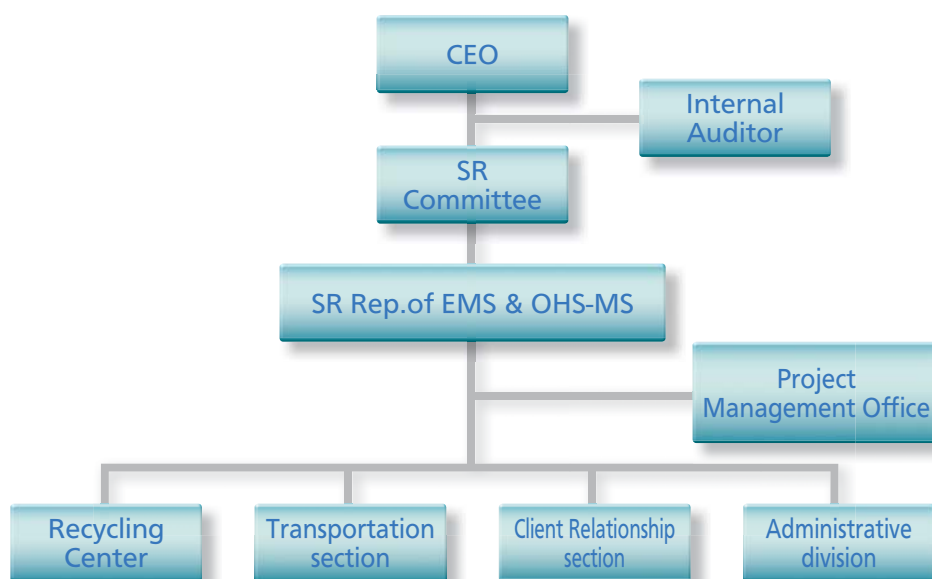 CEO
Internal
Auditor
SR
Committee
SR Rep.of EMS & OHS-MS
Project
Management Office
Recycling
Center
Transportation
section
Client Relationship
section
Administrative
division